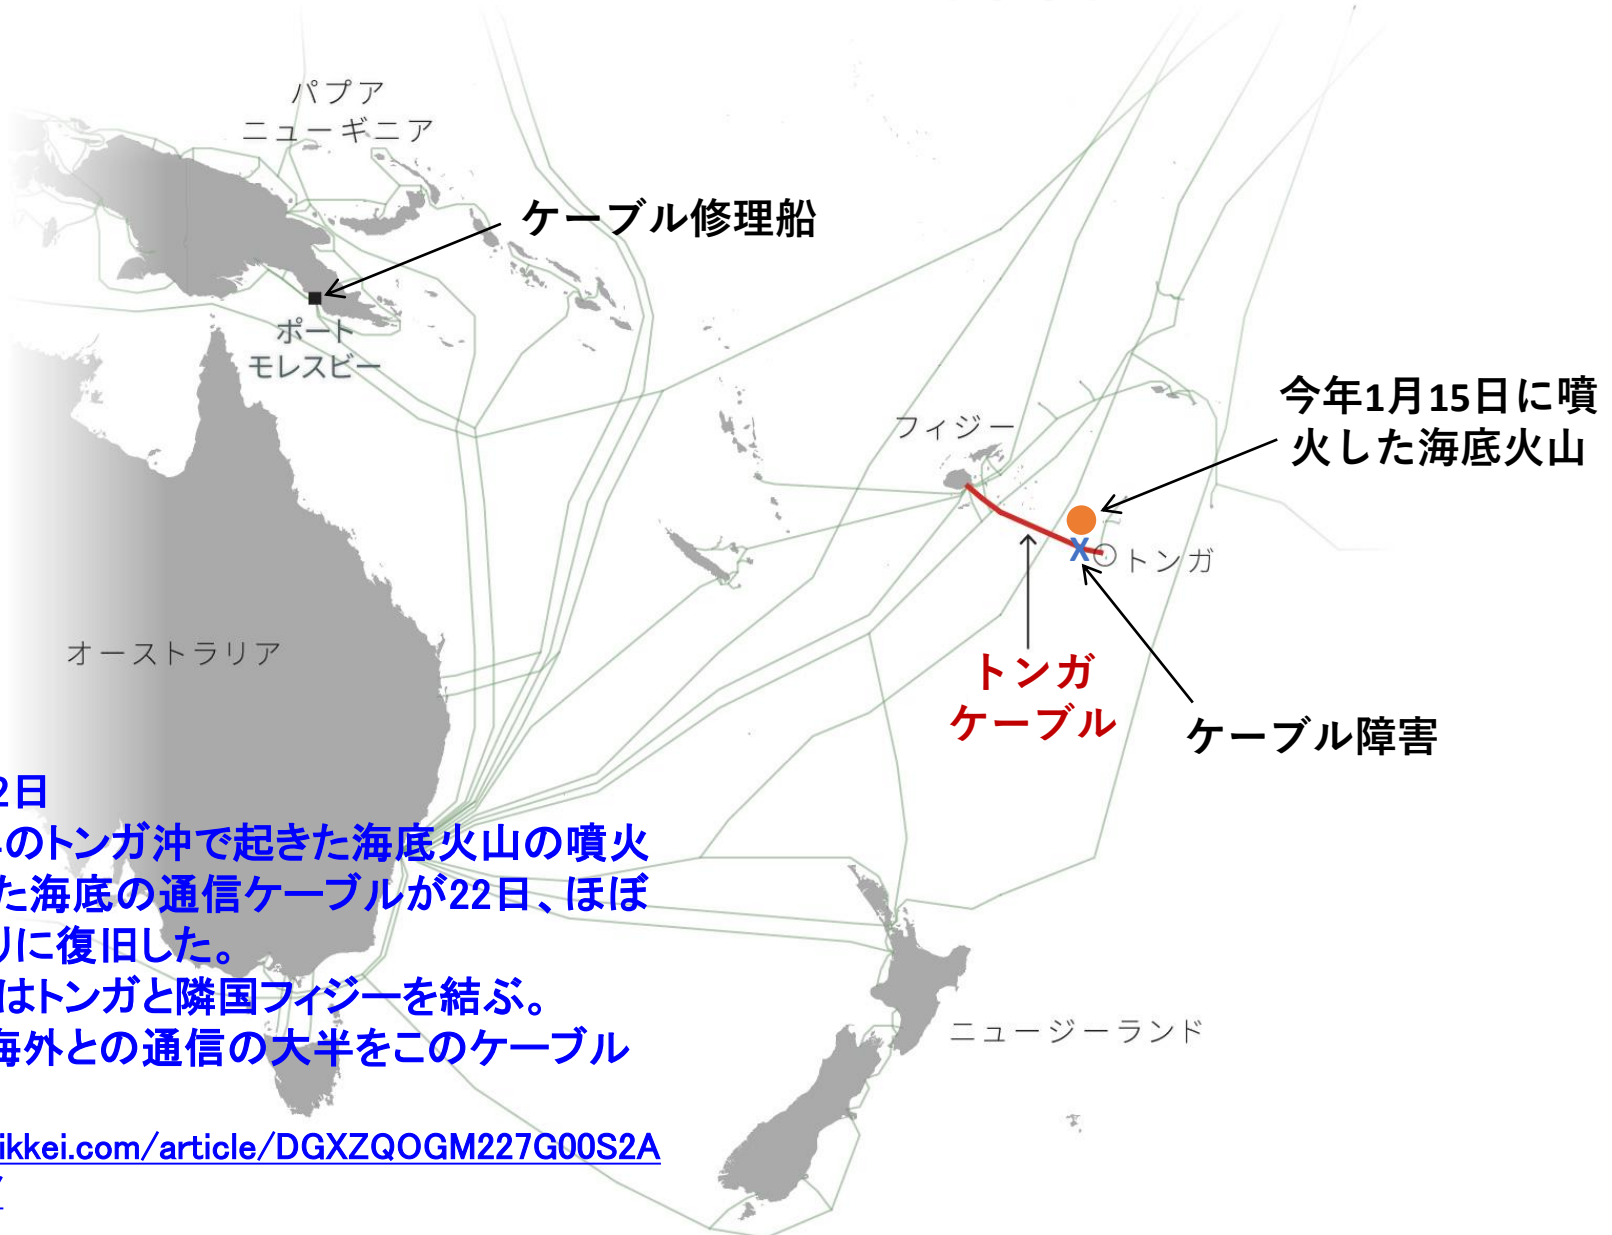 パプア
ニューギニア
ケーブル修理船
ポート
モレスビー
今年1月15日に噴
火した海底火山
フィジー
X
トンガ
オーストラリア
トンガ
ケーブル
ケーブル障害
2日
のトンガ沖で起きた海底火山の噴火
た海底の通信ケーブルが22日、ほぼ
りに復旧した。
はトンガと隣国フィジーを結ぶ。
海外との通信の大半をこのケーブル
ニュージーランド
ikkei.com/article/DGXZQOGM227G00S2A